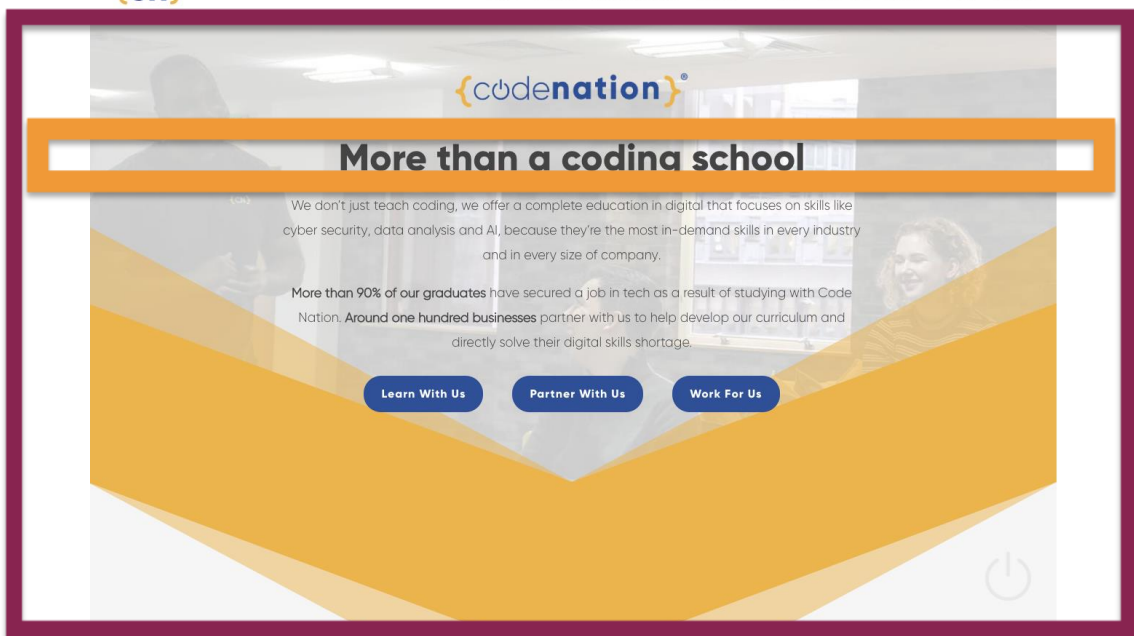 {codenation}®
More than a coding school
We don't just teach coding, we offer a complete education in digital that focuses on skills like
cyber security, data analysis and AI, because they're the most in-demand skills in every industry
and in every size of company.
More than 90% of our graduates have secured a job in tech as a result of studying with Code
Nation. Around one hundred businesses partner with us to help develop our curriculum and
directly solve their digital skills shortage.
Learn With Us
Partner With Us
Work For Us